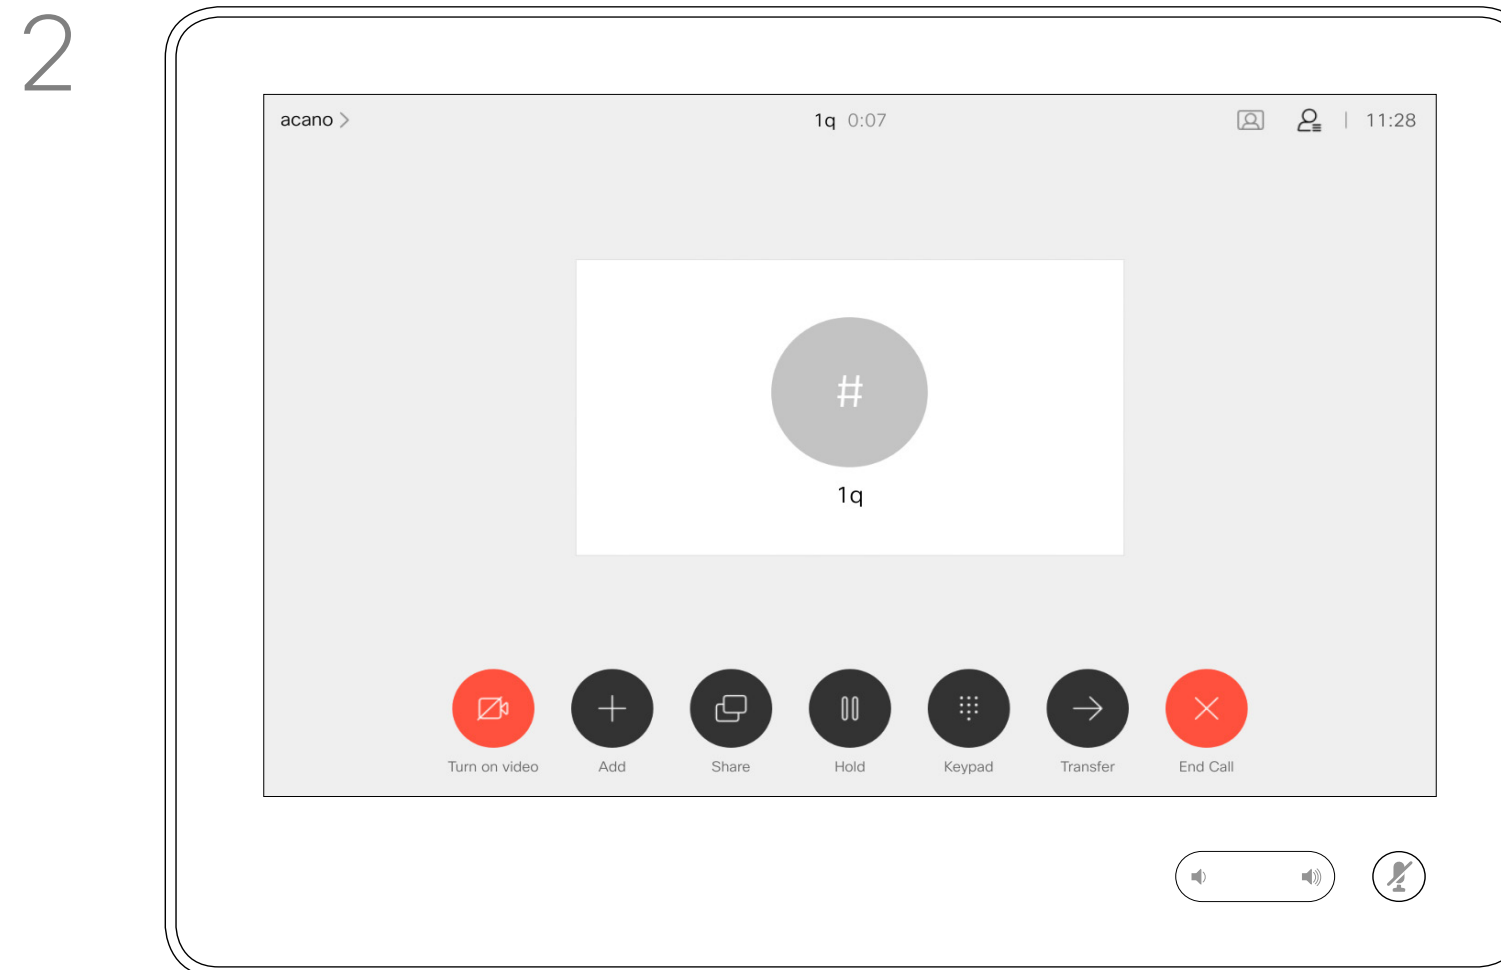 2
acano >
1q 0:07
11:28
#
1q
Turn on video
Add
Share
Hold
Keypad
Transfer
End Call